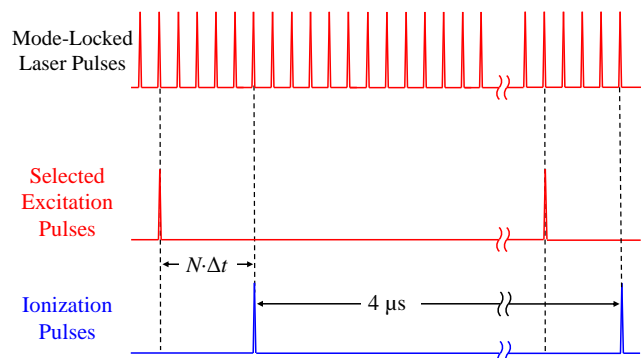 Mode-Locked
Laser Pulses
Selected
Excitation
Pulses
N·Δt
Ionization
Pulses
4 μs